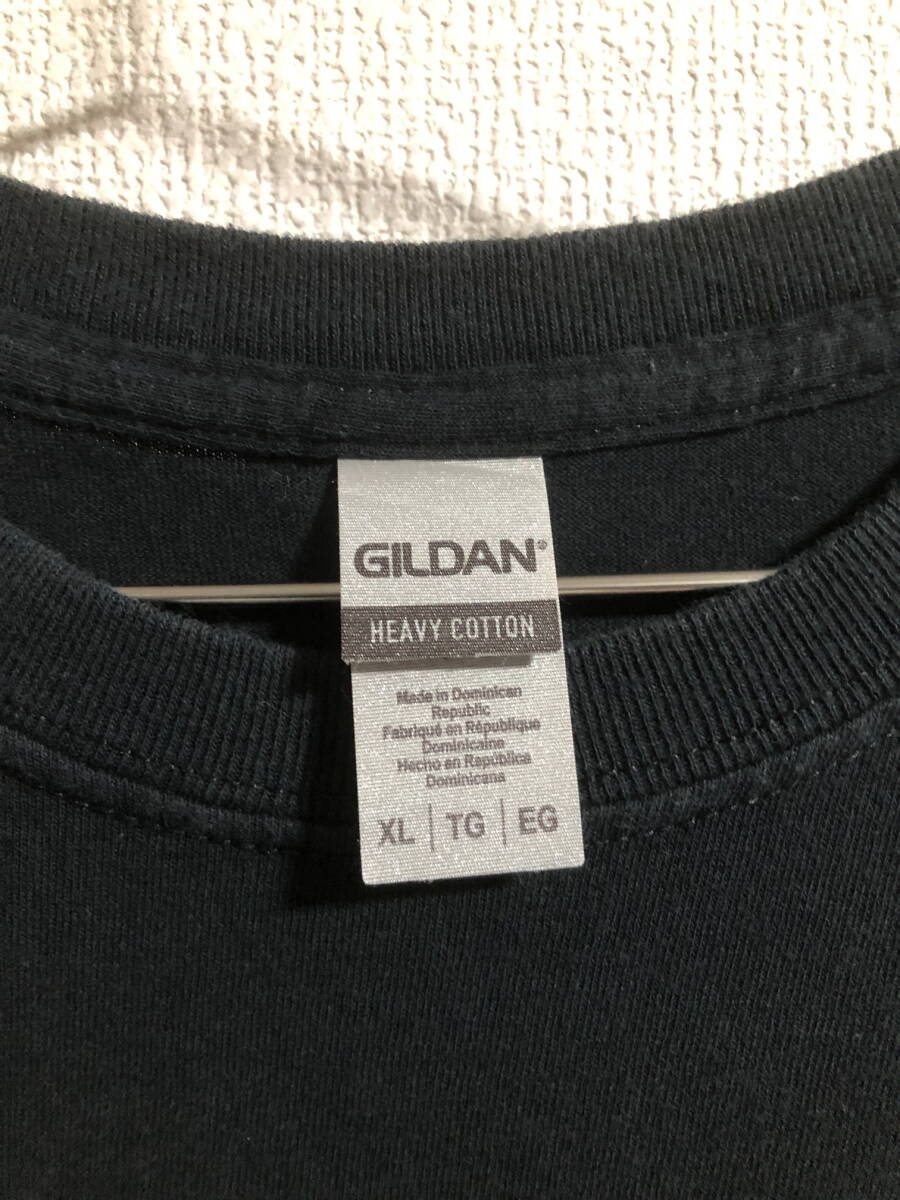 GILDAN®
HEAVY COTTON
Made in Dominican
Republic
Fabriqué en République
Dominicaine
Hecho en República
Dominicana
XL | TG | EG